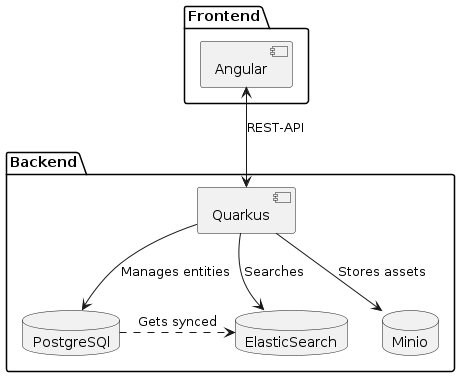 Frontend
Angular
REST-API
Backend
Quarkus
Manages entities
Searches
Stores assets
Gets synced
PostgreSQl
ElasticSearch
Minio